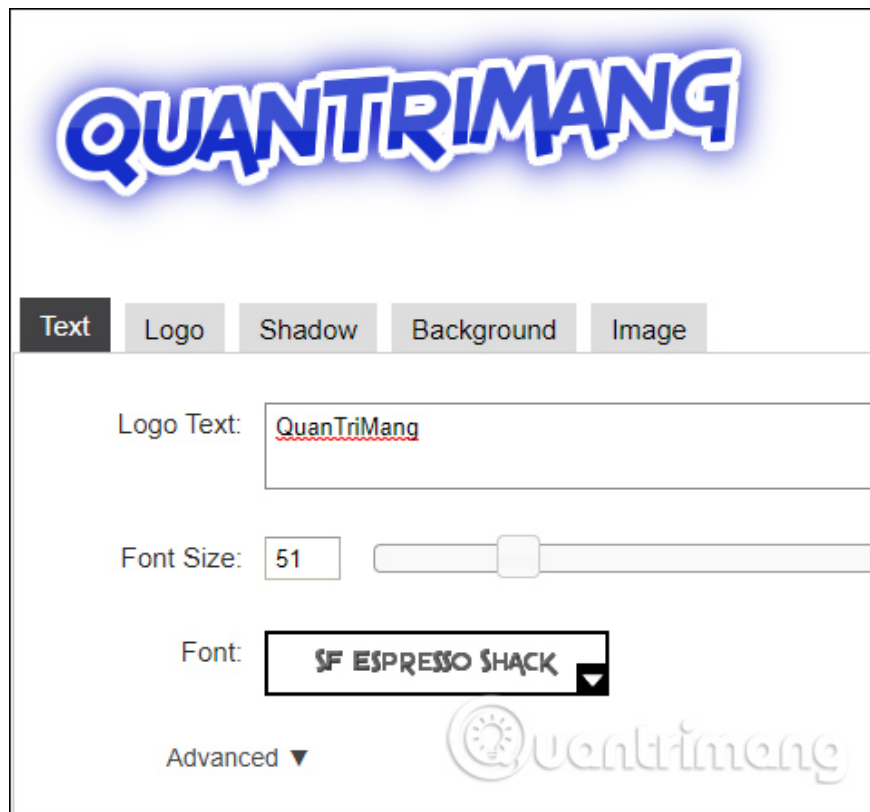 QUANTRIMANG
Text Logo Shadow Background Image
Logo Text: QuanTriMang
Font Size: 51
Font: SF ESPRESSO SHACK
Advanced ▼
Quantrimang